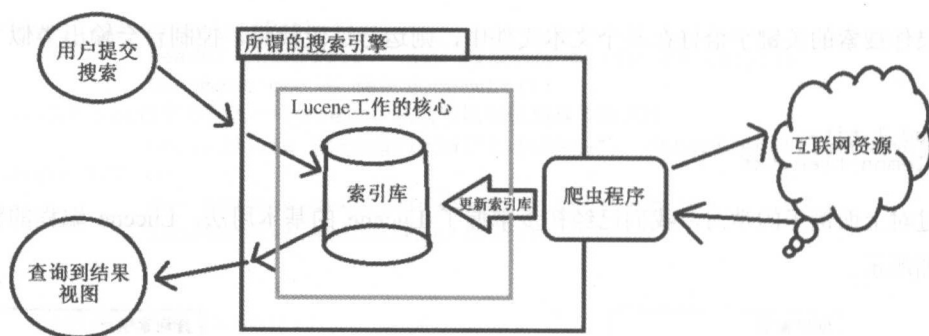 用户提交
搜索
所谓的搜索引擎
Lucene工作的核心
索引库
更新索引库
爬虫程序
互联网资源
查询到结果
视图